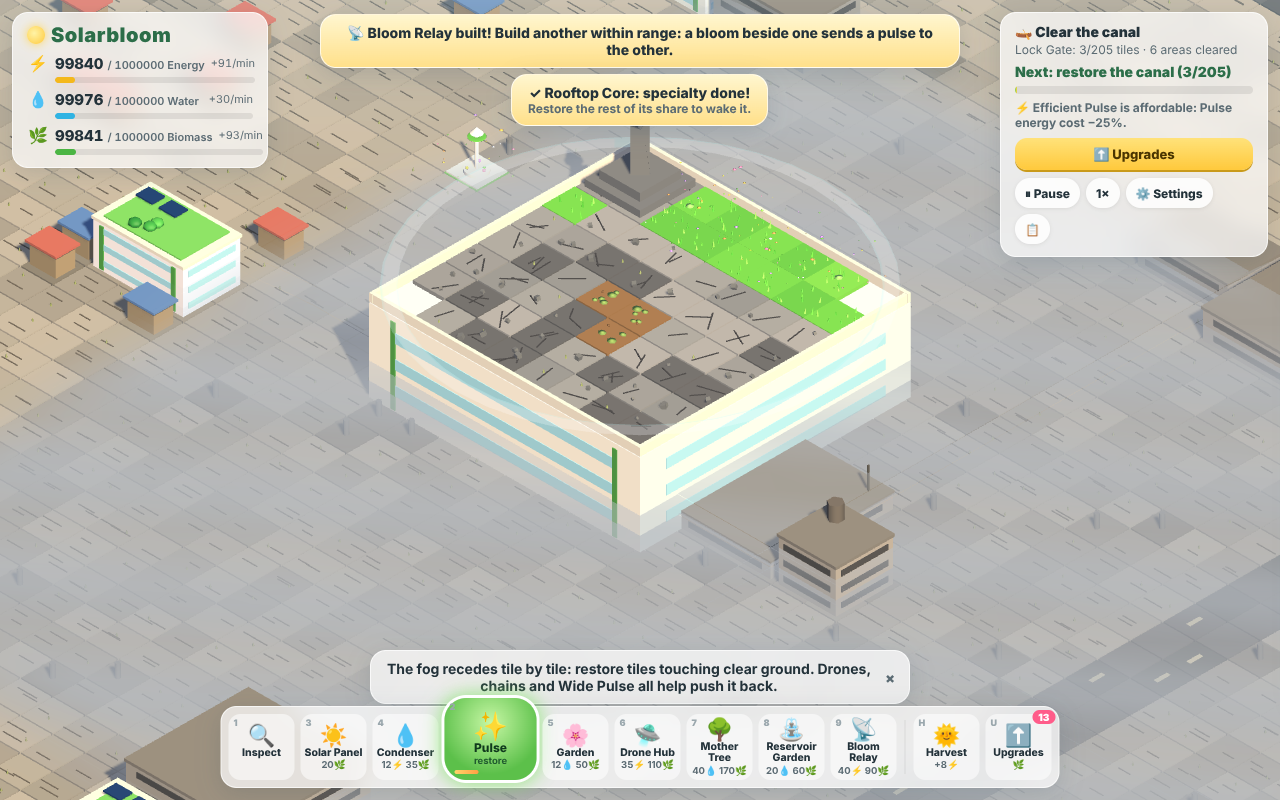 Solarbloom
99840 / 1000000 Energy +91/min
99976 / 1000000 Water +30/min
99841 / 1000000 Biomass +93/min
Bloom Relay built! Build another within range: a bloom beside one sends a pulse to
the other.
✓ Rooftop Core: specialty done!
Restore the rest of its share to wake it.
Clear the canal
Lock Gate: 3/205 tiles · 6 areas cleared
Next: restore the canal (3/205)
⚡ Efficient Pulse is affordable: Pulse
energy cost −25%.
Upgrades
Pause
1×
Settings
The fog recedes tile by tile: restore tiles touching clear ground. Drones,
chains and Wide Pulse all help push it back.
×
1 Inspect
3 Solar Panel 20
4 Condenser 12 35
Pulse
restore
5 Garden 12 50
6 Drone Hub 35 110
7 Mother Tree 40 170
8 Reservoir Garden 20 60
9 Bloom Relay 40 90
H Harvest +8
U Upgrades 13